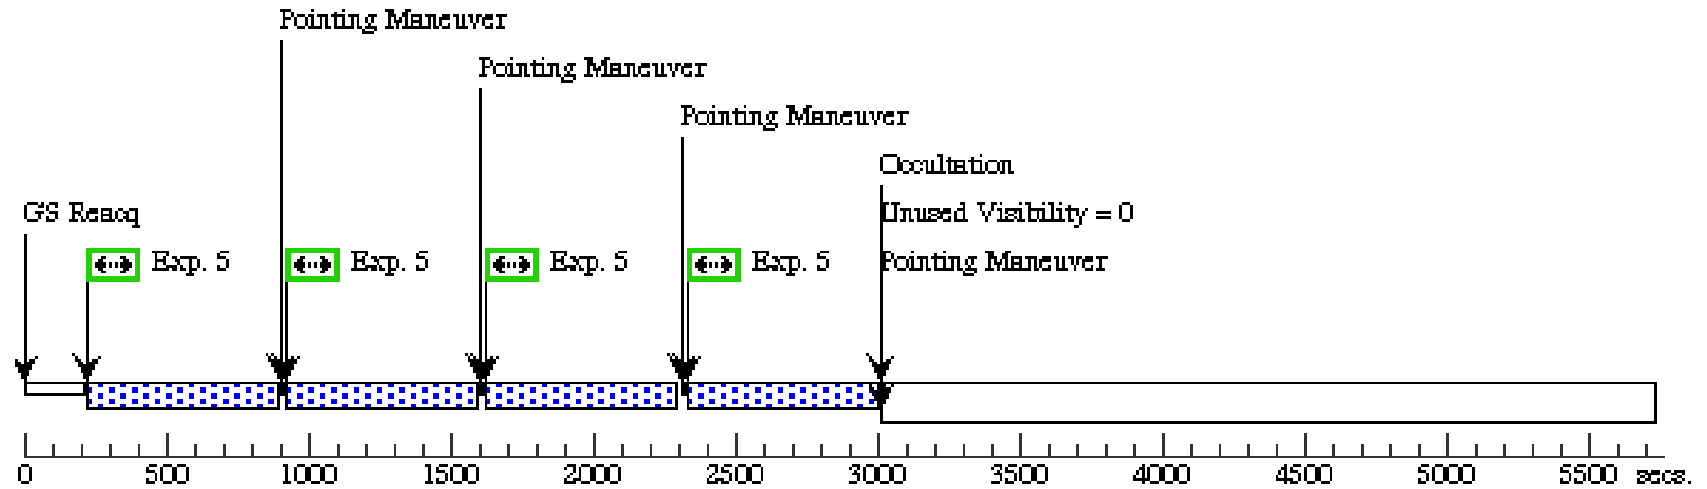 Pointing Maneuver
Pointing Maneuver
Pointing Maneuver
Occultation
GS Reacq
Unused Visibility = 0
Exp. 5 Exp. 5 Exp. 5 Exp. 5 Pointing Maneuver
0 500 1000 1500 2000 2500 3000 3500 4000 4500 5000 5500 secs.